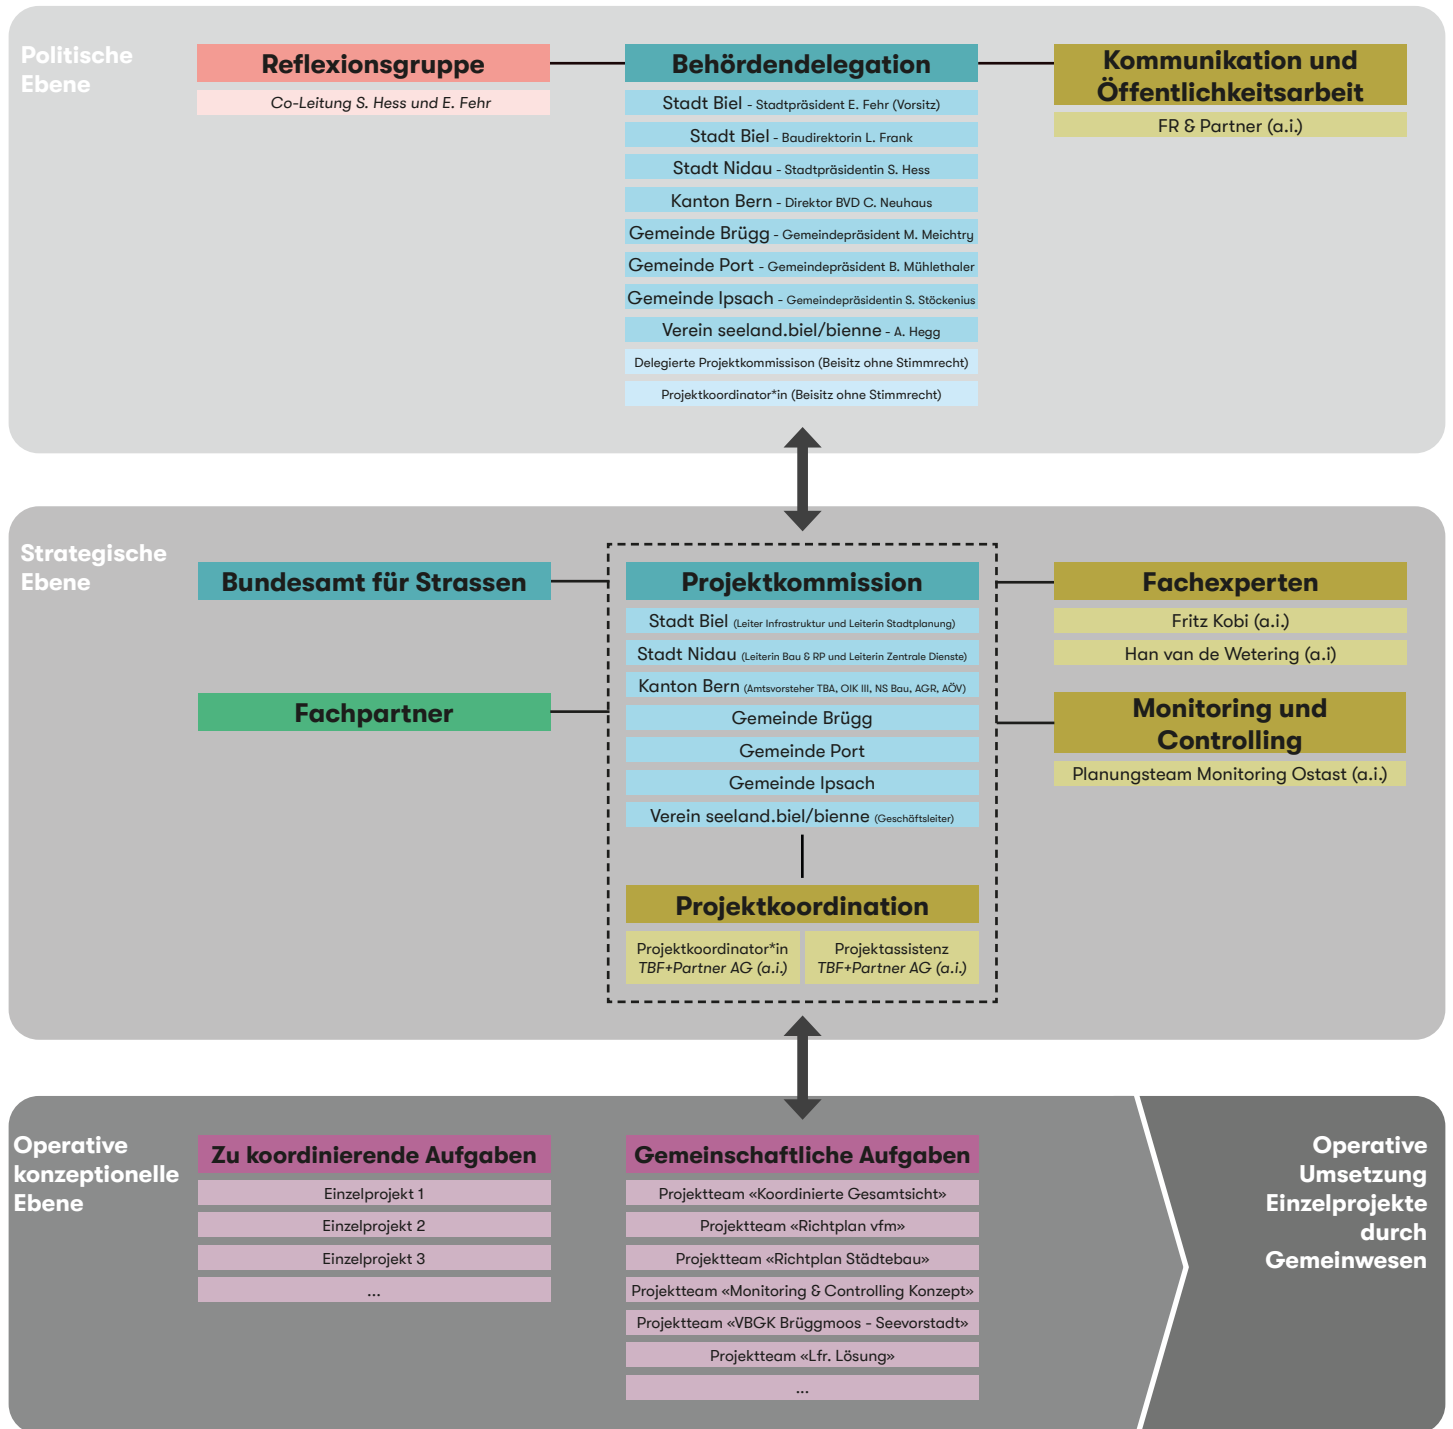 Politische
Ebene
Reflexionsgruppe
Co-Leitung S. Hess und E. Fehr
Behördendelegation
Stadt Biel - Stadtpräsident E. Fehr (Vorsitz)
Stadt Biel - Baudirektorin L. Frank
Stadt Nidau - Stadtpräsidentin S. Hess
Kanton Bern - Direktor BVD C. Neuhaus
Gemeinde Brügg - Gemeindepräsident M. Meichtry
Gemeinde Port - Gemeindepräsident B. Mühlethaler
Gemeinde Ipsach - Gemeindepräsidentin S. Stöckenius
Verein seeland.biel/bienne - A. Hegg
Delegierte Projektkommissison (Beisitz ohne Stimmrecht)
Projektkoordinator*in (Beisitz ohne Stimmrecht)
Kommunikation und
Öffentlichkeitsarbeit
FR & Partner (a.i.)
Strategische
Ebene
Bundesamt für Strassen
Fachpartner
Projektkommission
Stadt Biel (Leiter Infrastruktur und Leiterin Stadtplanung)
Stadt Nidau (Leiterin Bau & RP und Leiterin Zentrale Dienste)
Kanton Bern (Amtsvorsteher TBA, OIK III, NS Bau, AGR, AÖV)
Gemeinde Brügg
Gemeinde Port
Gemeinde Ipsach
Verein seeland.biel/bienne (Geschäftsleiter)
Projektkoordination
Projektkoordinator*in
TBF+Partner AG (a.i.)
Projektassistenz
TBF+Partner AG (a.i.)
Fachexperten
Fritz Kobi (a.i.)
Han van de Wetering (a.i)
Monitoring und
Controlling
Planungsteam Monitoring Ostast (a.i.)
Operative
konzeptionelle
Ebene
Zu koordinierende Aufgaben
Einzelprojekt 1
Einzelprojekt 2
Einzelprojekt 3
...
Gemeinschaftliche Aufgaben
Projektteam «Koordinierte Gesamtsicht»
Projektteam «Richtplan vfm»
Projektteam «Richtplan Städtebau»
Projektteam «Monitoring & Controlling Konzept»
Projektteam «VBGK Brüggmoos - Seevorstadt»
Projektteam «Lfr. Lösung»
...
Operative
Umsetzung
Einzelprojekte
durch
Gemeinwesen